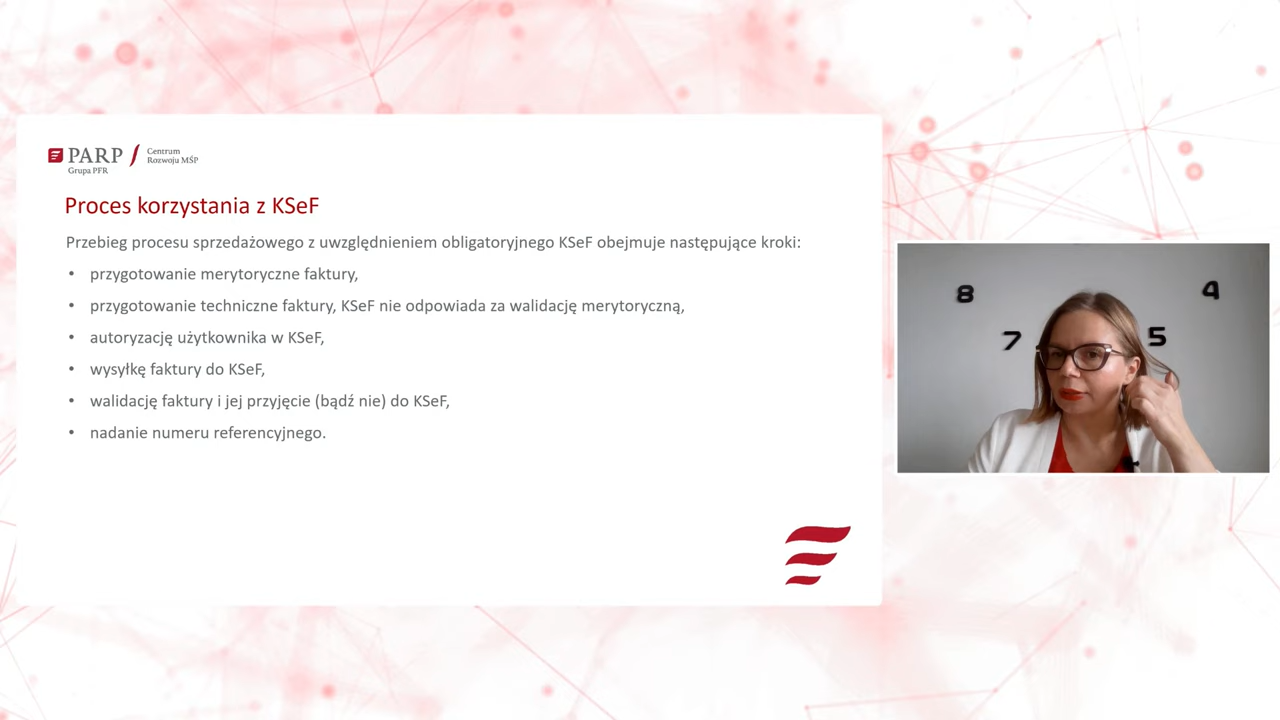 PARP
Grupa PFR
Centrum
Rozwoju MŚP
Proces korzystania z KSeF
Przebieg procesu sprzedażowego z uwzględnieniem obligatoryjnego KSeF obejmuje następujące kroki:
• przygotowanie merytoryczne faktury,
• przygotowanie techniczne faktury, KSeF nie odpowiada za walidację merytoryczną,
• autoryzację użytkownika w KSeF,
• wysyłkę faktury do KSeF,
• walidację faktury i jej przyjęcie (bądź nie) do KSeF,
• nadanie numeru referencyjnego.
8 4
7 5